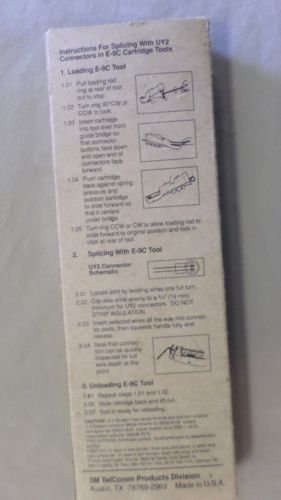 Instructions For Splicing With UY2
Connectors in E-9C Cartridge Tools
1. Loading E-9C Tool
1.01 Pull loading rod
ring at rear of tool
out to stop.
1.02 Turn ring 90°CW or
CCW to lock.
1.03 Insert cartridge
into tool over front
guide bridge so
that connector
buttons face down
and open end of
connectors face
forward.
1.04 Push cartridge
back against spring
pressure and
position cartridge
to slide forward so
that it centers
under bridge.
1.05 Turn ring CCW or CW to allow loading rod to
slide forward to original position and lock in
clips at rear of tool.
2. Splicing With E-9C Tool
UY2 Connector
Schematic
2.01 Locate joint by twisting wires one full turn.
2.02 Clip wire ends evenly to a ¾" (19 mm)
minimum for UY2 connectors. DO NOT
STRIP INSULATION.
2.03 Insert selected wires all the way into connec-
tor ports, then squeeze handle fully and
release.
2.04 Note that connec-
tion can be quickly
inspected for full
wire depth at this
point.
3. Unloading E-9C Tool
3.01 Repeat steps 1.01 and 1.02.
3.02 Slide cartridge back and lift out.
3.03 Tool is ready for reloading.
3M TelComm Products Division
Austin, TX 78769-2963 Made in U.S.A.